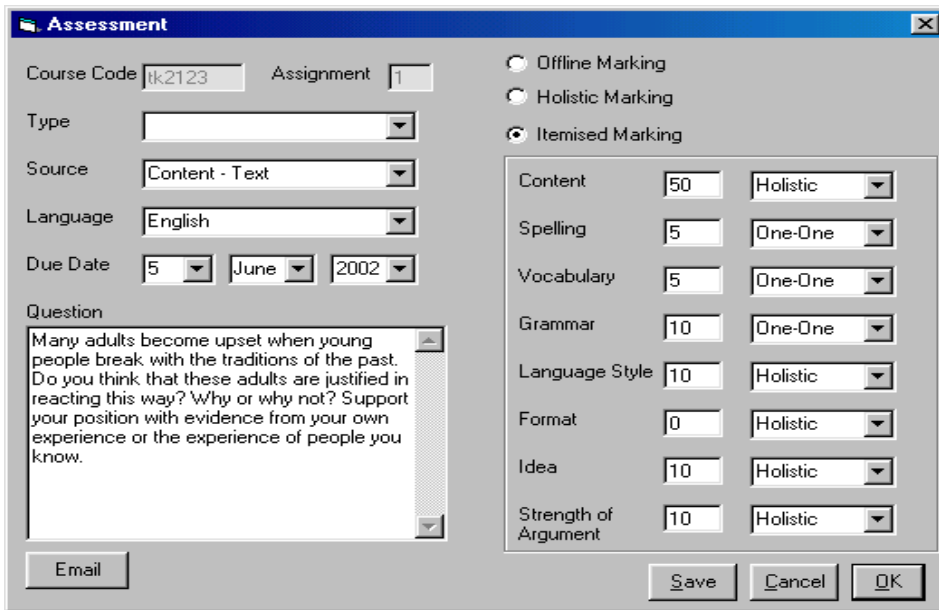 Assessment
Course Code tk2123 Assignment 1
Type
Source Content - Text
Language English
Due Date 5 June 2002
Question
Many adults become upset when young
people break with the traditions of the past.
Do you think that these adults are justified in
reacting this way? Why or why not? Support
your position with evidence from your own
experience or the experience of people you
know.
Email
Offline Marking
Holistic Marking
Itemised Marking
Content 50 Holistic
Spelling 5 One-One
Vocabulary 5 One-One
Grammar 10 One-One
Language Style 10 Holistic
Format 0 Holistic
Idea 10 Holistic
Strength of
Argument 10 Holistic
Save Cancel OK